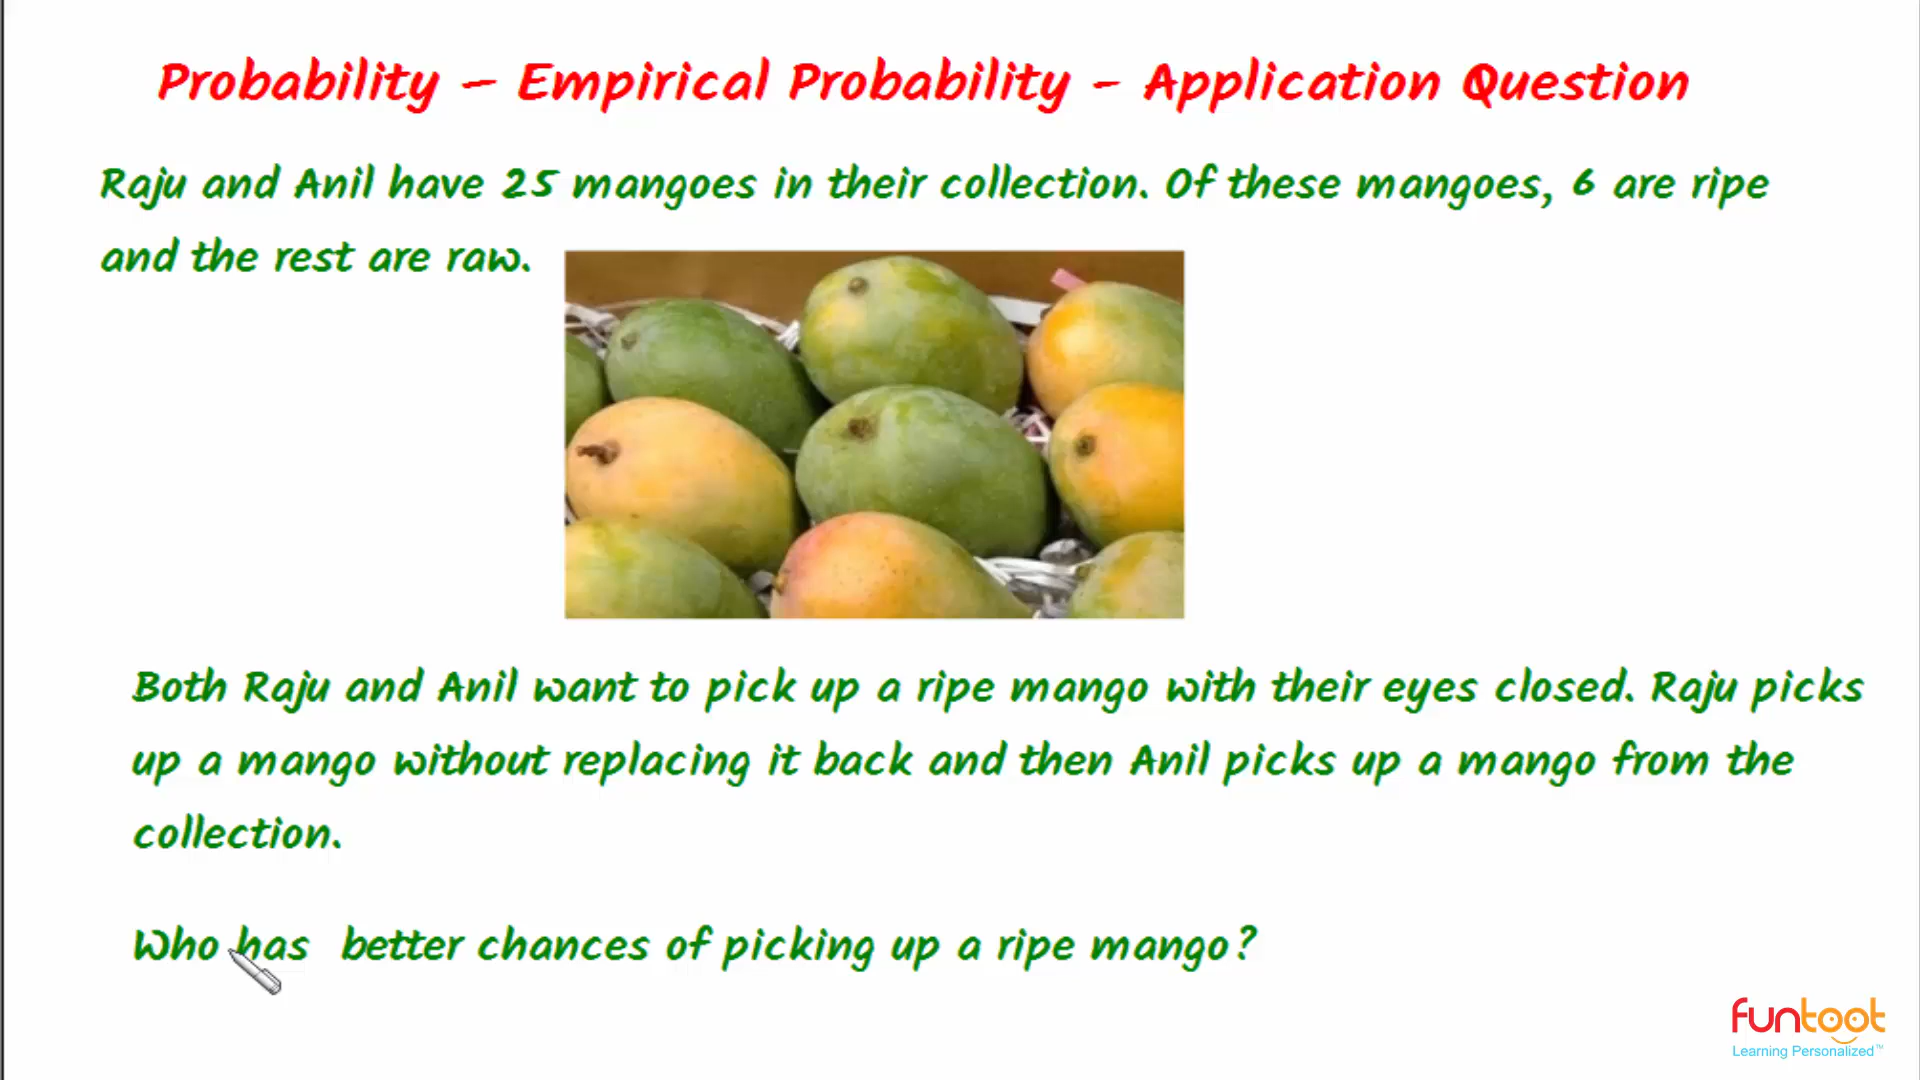 Probability – Empirical Probability - Application Question
Raju and Anil have 25 mangoes in their collection. Of these mangoes, 6 are ripe
and the rest are raw.
Both Raju and Anil want to pick up a ripe mango with their eyes closed. Raju picks
up a mango without replacing it back and then Anil picks up a mango from the
collection.
Who has better chances of picking up a ripe mango?
funtoot
Learning Personalized™